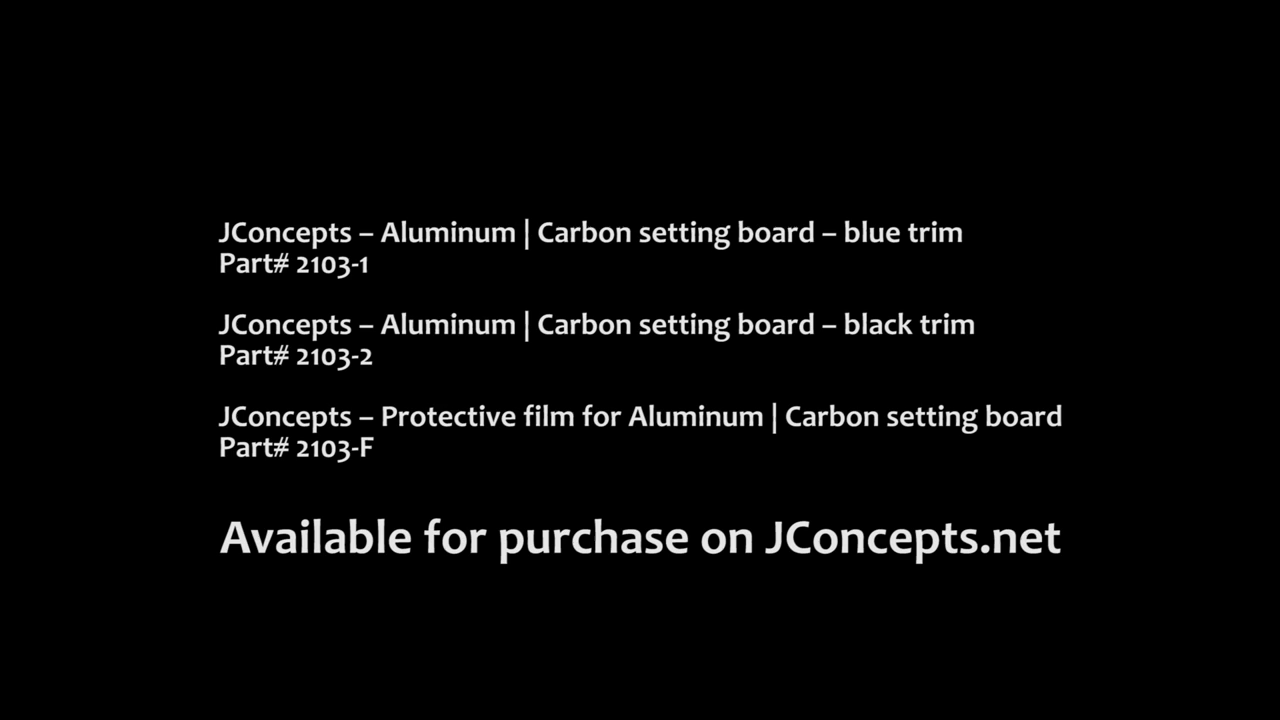 JConcepts – Aluminum | Carbon setting board – blue trim
Part# 2103-1
JConcepts – Aluminum | Carbon setting board – black trim
Part# 2103-2
JConcepts – Protective film for Aluminum | Carbon setting board
Part# 2103-F
Available for purchase on JConcepts.net